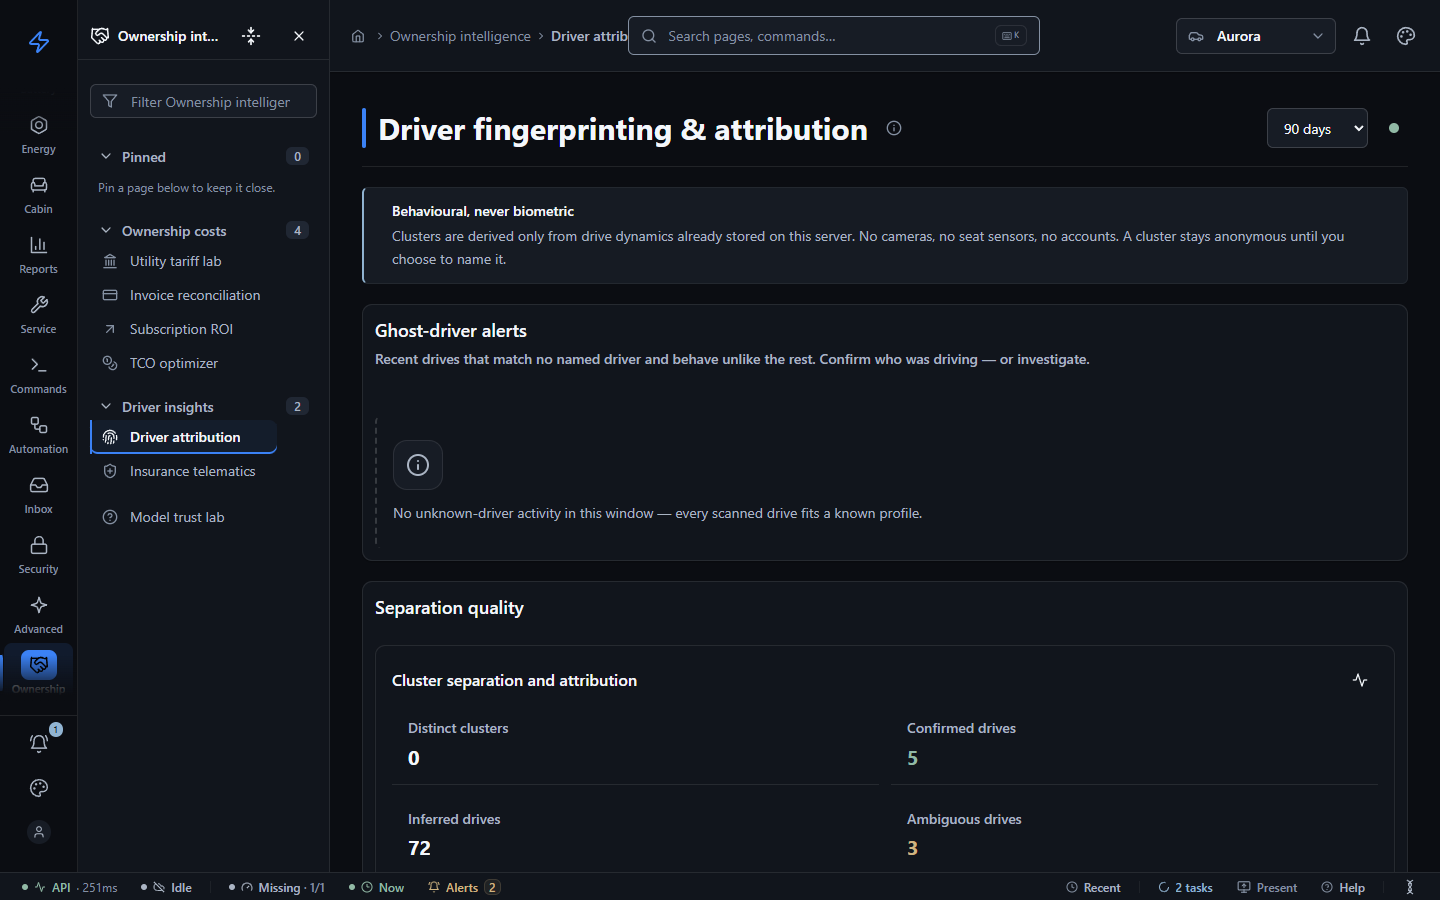 Ownership int...
Ownership intelligence
Driver attrib
Search pages, commands...
K
Aurora
Energy
Cabin
Reports
Service
Commands
Automation
Inbox
Security
Advanced
Ownership
1
Filter Ownership intelliger
Pinned
0
Pin a page below to keep it close.
Ownership costs
4
Utility tariff lab
Invoice reconciliation
Subscription ROI
TCO optimizer
Driver insights
2
Driver attribution
Insurance telematics
Model trust lab
Driver fingerprinting & attribution
90 days
Behavioural, never biometric
Clusters are derived only from drive dynamics already stored on this server. No cameras, no seat sensors, no accounts. A cluster stays anonymous until you
choose to name it.
Ghost-driver alerts
Recent drives that match no named driver and behave unlike the rest. Confirm who was driving — or investigate.
No unknown-driver activity in this window — every scanned drive fits a known profile.
Separation quality
Cluster separation and attribution
Distinct clusters
0
Confirmed drives
5
Inferred drives
72
Ambiguous drives
3
API · 251ms
Idle
Missing · 1/1
Now
Alerts 2
Recent
2 tasks
Present
Help